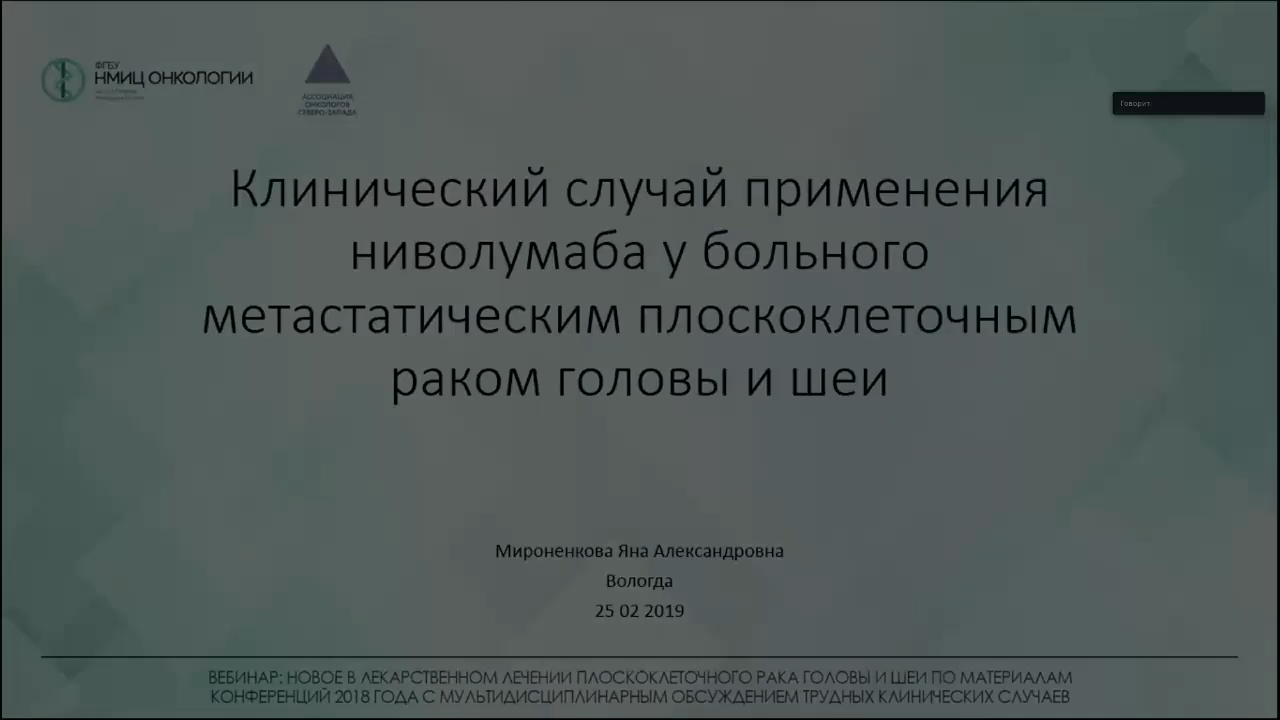 ФГБУ
НМИЦ ОНКОЛОГИИ
АССОЦИАЦИЯ
ОНКОЛОГОВ
СЕВЕРО-ЗАПАДА
Говорит:
Клинический случай применения
ниволумаба у больного
метастатическим плоскоклеточным
раком головы и шеи
Мироненкова Яна Александровна
Вологда
25 02 2019
ВЕБИНАР: НОВОЕ В ЛЕКАРСТВЕННОМ ЛЕЧЕНИИ ПЛОСКОКЛЕТОЧНОГО РАКА ГОЛОВЫ И ШЕИ ПО МАТЕРИАЛАМ
КОНФЕРЕНЦИЙ 2018 ГОДА С МУЛЬТИДИСЦИПЛИНАРНЫМ ОБСУЖДЕНИЕМ ТРУДНЫХ КЛИНИЧЕСКИХ СЛУЧАЕВ